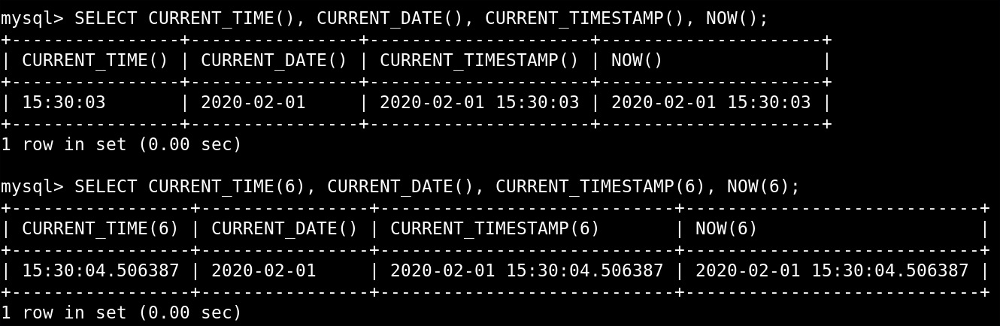 mysql> SELECT CURRENT_TIME(), CURRENT_DATE(), CURRENT_TIMESTAMP(), NOW();
+----------------+----------------+---------------------+---------------------+
| CURRENT_TIME() | CURRENT_DATE() | CURRENT_TIMESTAMP() | NOW()               |
+----------------+----------------+---------------------+---------------------+
| 15:30:03       | 2020-02-01     | 2020-02-01 15:30:03 | 2020-02-01 15:30:03 |
+----------------+----------------+---------------------+---------------------+
1 row in set (0.00 sec)

mysql> SELECT CURRENT_TIME(6), CURRENT_DATE(), CURRENT_TIMESTAMP(6), NOW(6);
+-----------------+----------------+----------------------------+----------------------------+
| CURRENT_TIME(6) | CURRENT_DATE() | CURRENT_TIMESTAMP(6)       | NOW(6)                     |
+-----------------+----------------+----------------------------+----------------------------+
| 15:30:04.506387 | 2020-02-01     | 2020-02-01 15:30:04.506387 | 2020-02-01 15:30:04.506387 |
+-----------------+----------------+----------------------------+----------------------------+
1 row in set (0.00 sec)